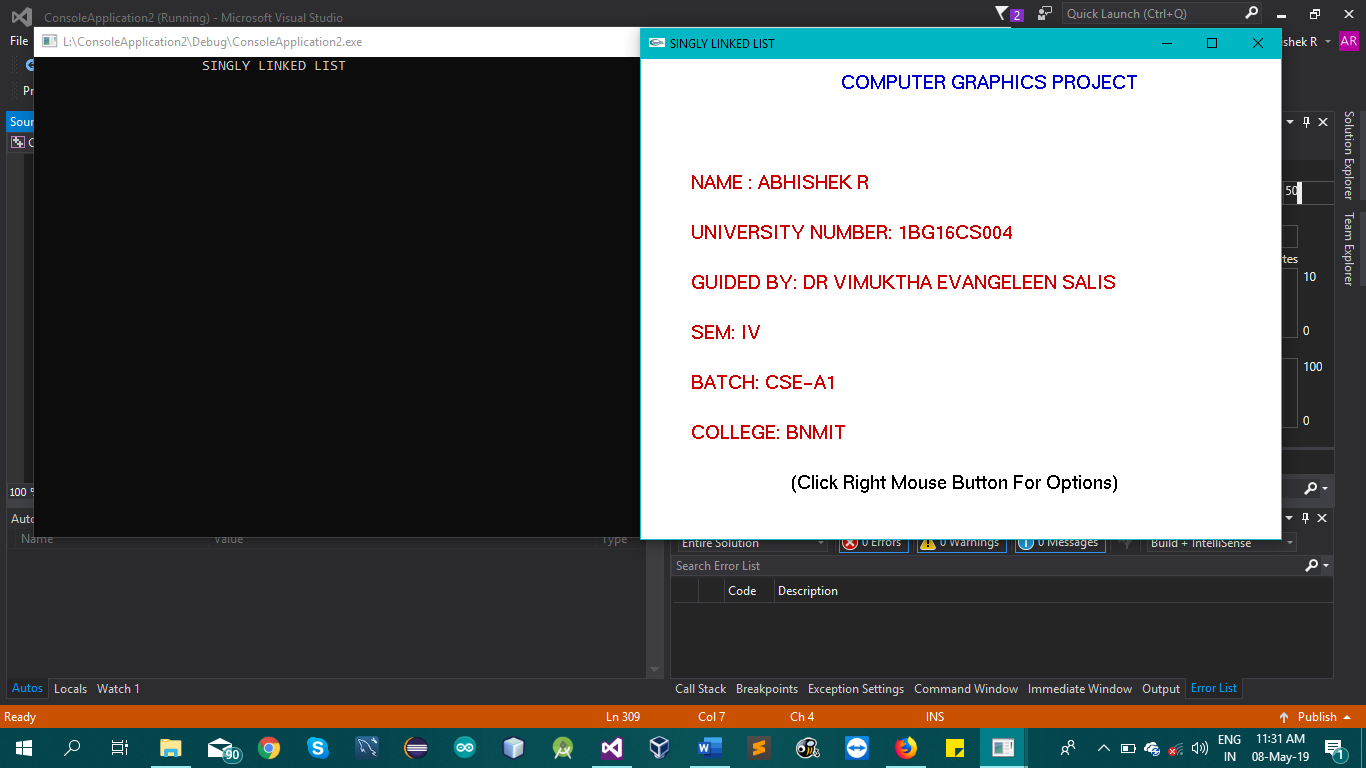 ConsoleApplication2 (Running) - Microsoft Visual Studio
2
Quick Launch (Ctrl+Q)
File
L:\ConsoleApplication2\Debug\ConsoleApplication2.exe
SINGLY LINKED LIST
shek R
AR
SINGLY LINKED LIST
COMPUTER GRAPHICS PROJECT
NAME : ABHISHEK R
UNIVERSITY NUMBER: 1BG16CS004
GUIDED BY: DR VIMUKTHA EVANGELEEN SALIS
SEM: IV
BATCH: CSE-A1
COLLEGE: BNMIT
(Click Right Mouse Button For Options)
Pr
Sour
C
50
tes
10
0
100
0
Solution Explorer
Team Explorer
100 %
Auto
Name Value Type
Entire Solution
0 Errors
0 Warnings
0 Messages
Build + IntelliSense
Search Error List
Code Description
Autos Locals Watch 1
Call Stack Breakpoints Exception Settings Command Window Immediate Window Output Error List
Ready Ln 309 Col 7 Ch 4 INS Publish
90
ENG
IN
11:31 AM
08-May-19
1